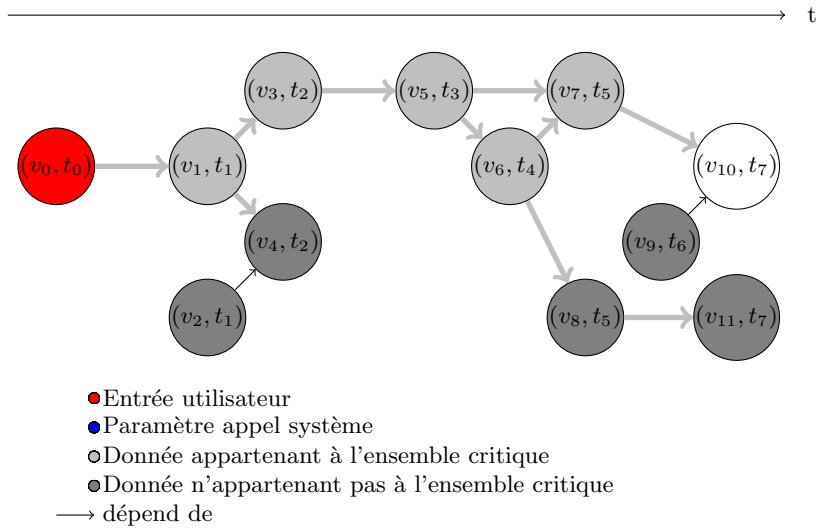 t
(v₃, t₂)
(v₅, t₃)
(v₇, t₅)
(v₀, t₀)
(v₁, t₁)
(v₆, t₄)
(v₁₀, t₇)
(v₄, t₂)
(v₉, t₆)
(v₂, t₁)
(v₈, t₅)
(v₁₁, t₇)
Entrée utilisateur
Paramètre appel système
Donnée appartenant à l'ensemble critique
Donnée n'appartenant pas à l'ensemble critique
dépend de